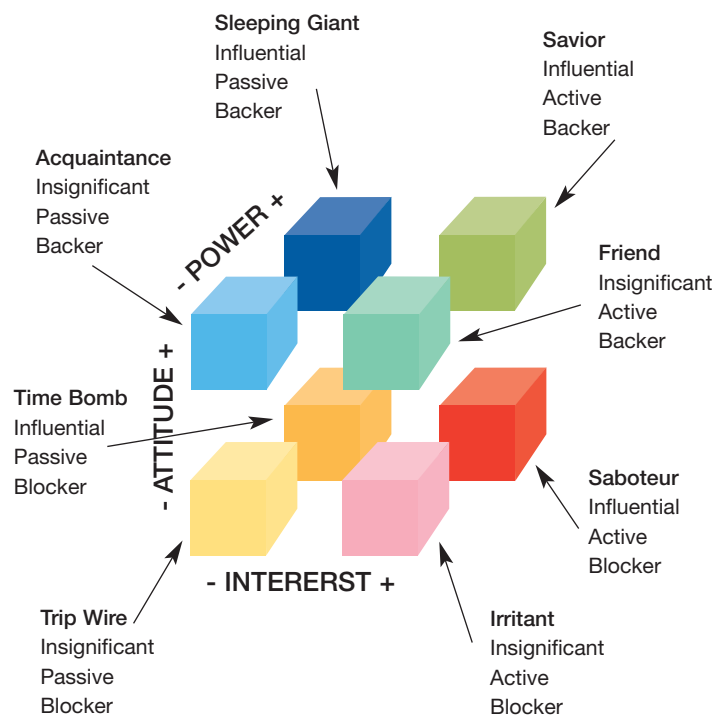 Sleeping Giant
Influential
Passive
Backer
Savior
Influential
Active
Backer
Acquaintance
Insignificant
Passive
Backer
- POWER +
Friend
Insignificant
Active
Backer
- ATTITUDE +
Time Bomb
Influential
Passive
Blocker
Saboteur
Influential
Active
Blocker
- INTERERST +
Trip Wire
Insignificant
Passive
Blocker
Irritant
Insignificant
Active
Blocker